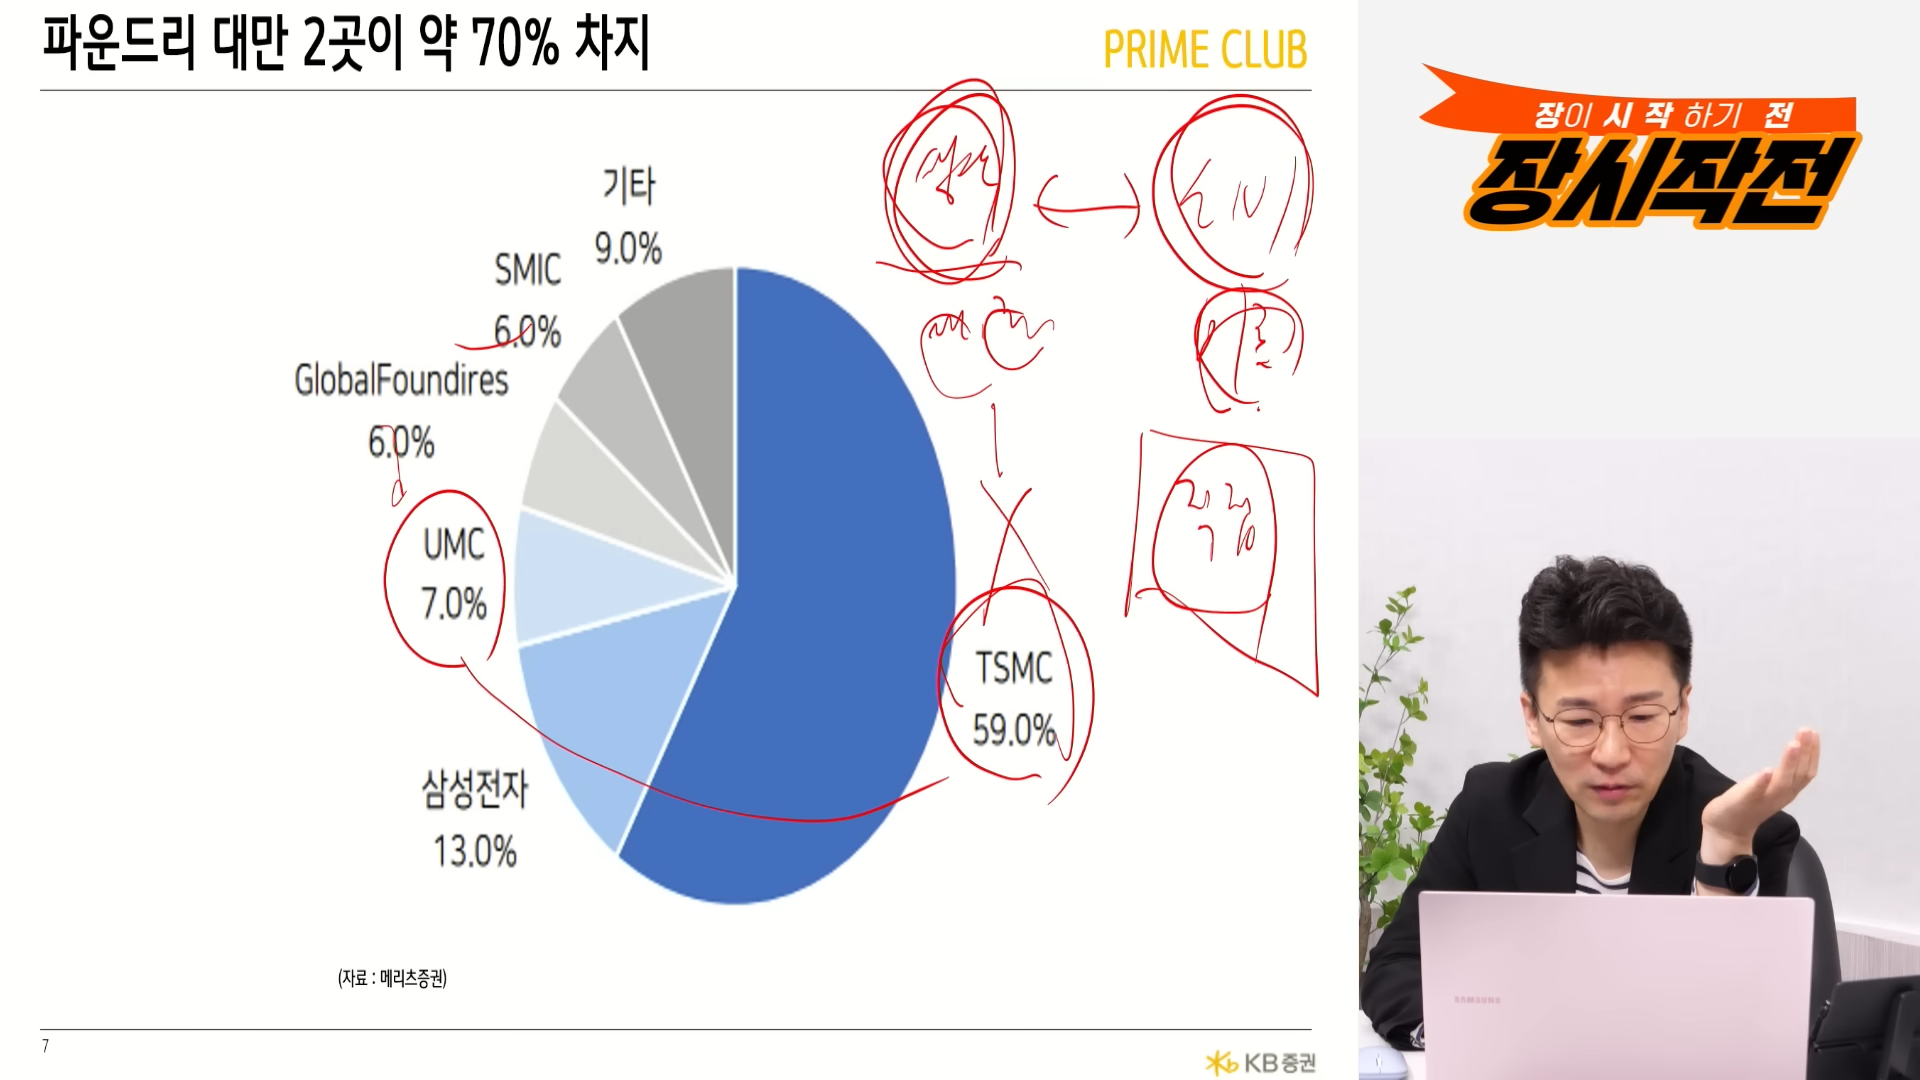 파운드리 대만 2곳이 약 70% 차지
PRIME CLUB
장이 시작하기 전
장시작전
기타
9.0%
SMIC
6.0%
GlobalFoundires
6.0%
UMC
7.0%
TSMC
59.0%
삼성전자
13.0%
(자료 : 메리츠증권)
7
KB증권
SAMSUNG